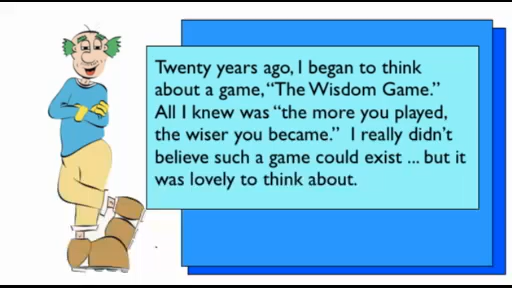 Twenty years ago, I began to think
about a game, “The Wisdom Game.”
All I knew was “the more you played,
the wiser you became.”  I really didn’t
believe such a game could exist ... but it
was lovely to think about.